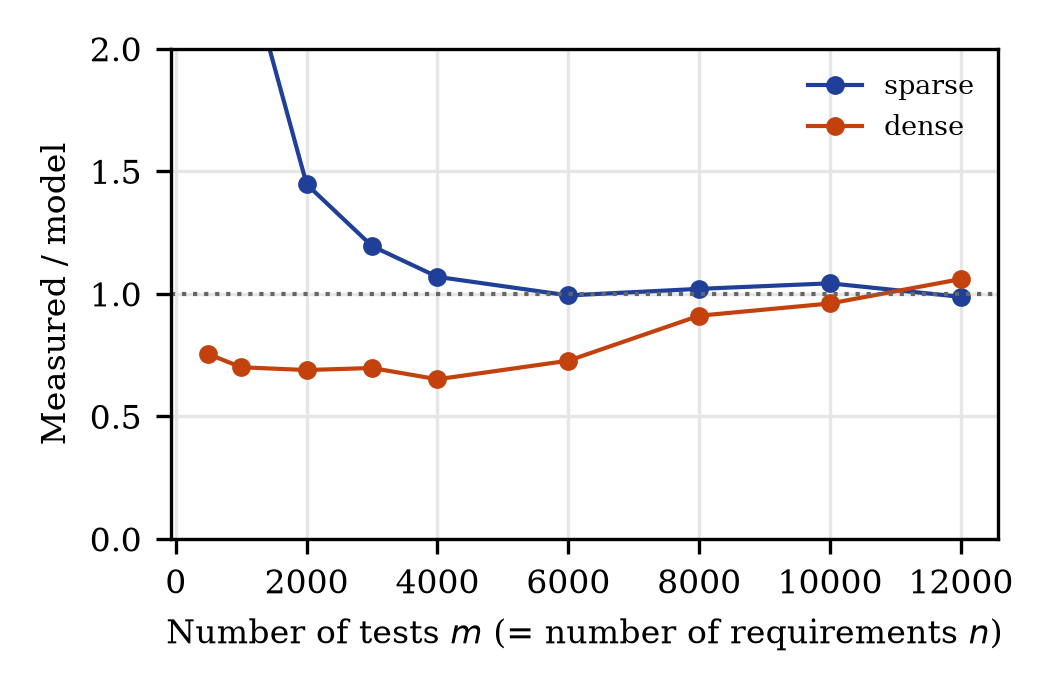 2.0
1.5
1.0
0.5
0.0
Measured / model
sparse
dense
0 2000 4000 6000 8000 10000 12000
Number of tests m (= number of requirements n)